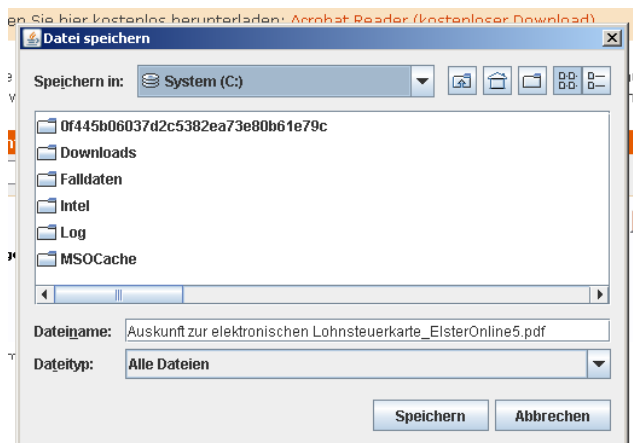 en Sie hier kostenlos herunterladen: Acrobat Reader (kostenloser Download)
Datei speichern
Speichern in: System (C:)
0f445b06037d2c5382ea73e80b61e79c
Downloads
Falldaten
Intel
Log
MSOCache
Dateiname: Auskunft zur elektronischen Lohnsteuerkarte_ElsterOnline5.pdf
Dateityp: Alle Dateien
Speichern Abbrechen